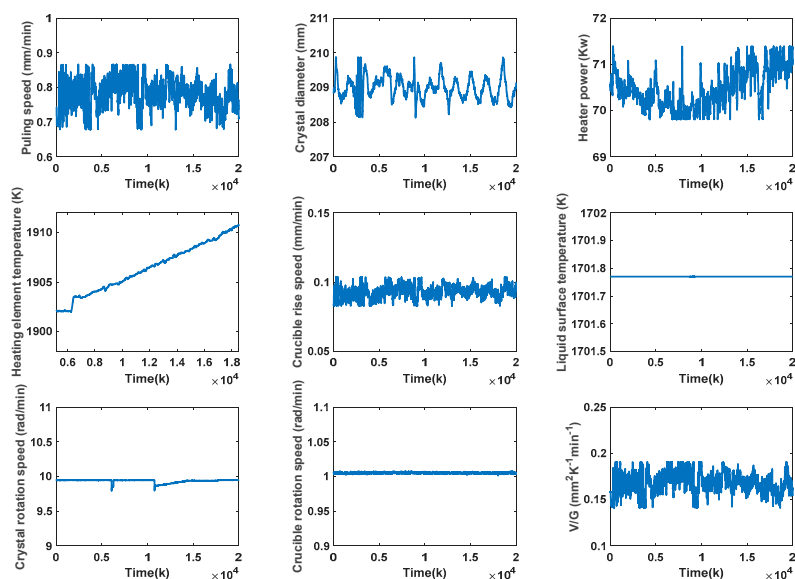 Puling speed (mm/min)
1
0.9
0.8
0.7
0.6
0 0.5 1 1.5 2
Time(k)
×10^4
Crystal diameter (mm)
211
210
209
208
207
0 0.5 1 1.5 2
Time(k)
×10^4
Heater power (Kw)
72
71
70
69
0 0.5 1 1.5 2
Time(k)
×10^4
Heating element temperature (K)
1910
1905
1900
0.6 0.8 1 1.2 1.4 1.6 1.8
Time(k)
×10^4
Crucible rise speed (mm/min)
0.15
0.1
0.05
0 0.5 1 1.5 2
Time(k)
×10^4
Liquid surface temperature (K)
1702
1701.9
1701.8
1701.7
1701.6
1701.5
0 0.5 1 1.5 2
Time(k)
×10^4
Crystal rotation speed (rad/min)
11
10.5
10
9.5
9
0 0.5 1 1.5 2
Time(k)
×10^4
Crucible rotation speed (rad/min)
1.1
1.05
1
0.95
0.9
0 0.5 1 1.5 2
Time(k)
×10^4
V/G (mm²K⁻¹min⁻¹)
0.25
0.2
0.15
0.1
0 0.5 1 1.5 2
Time(k)
×10^4